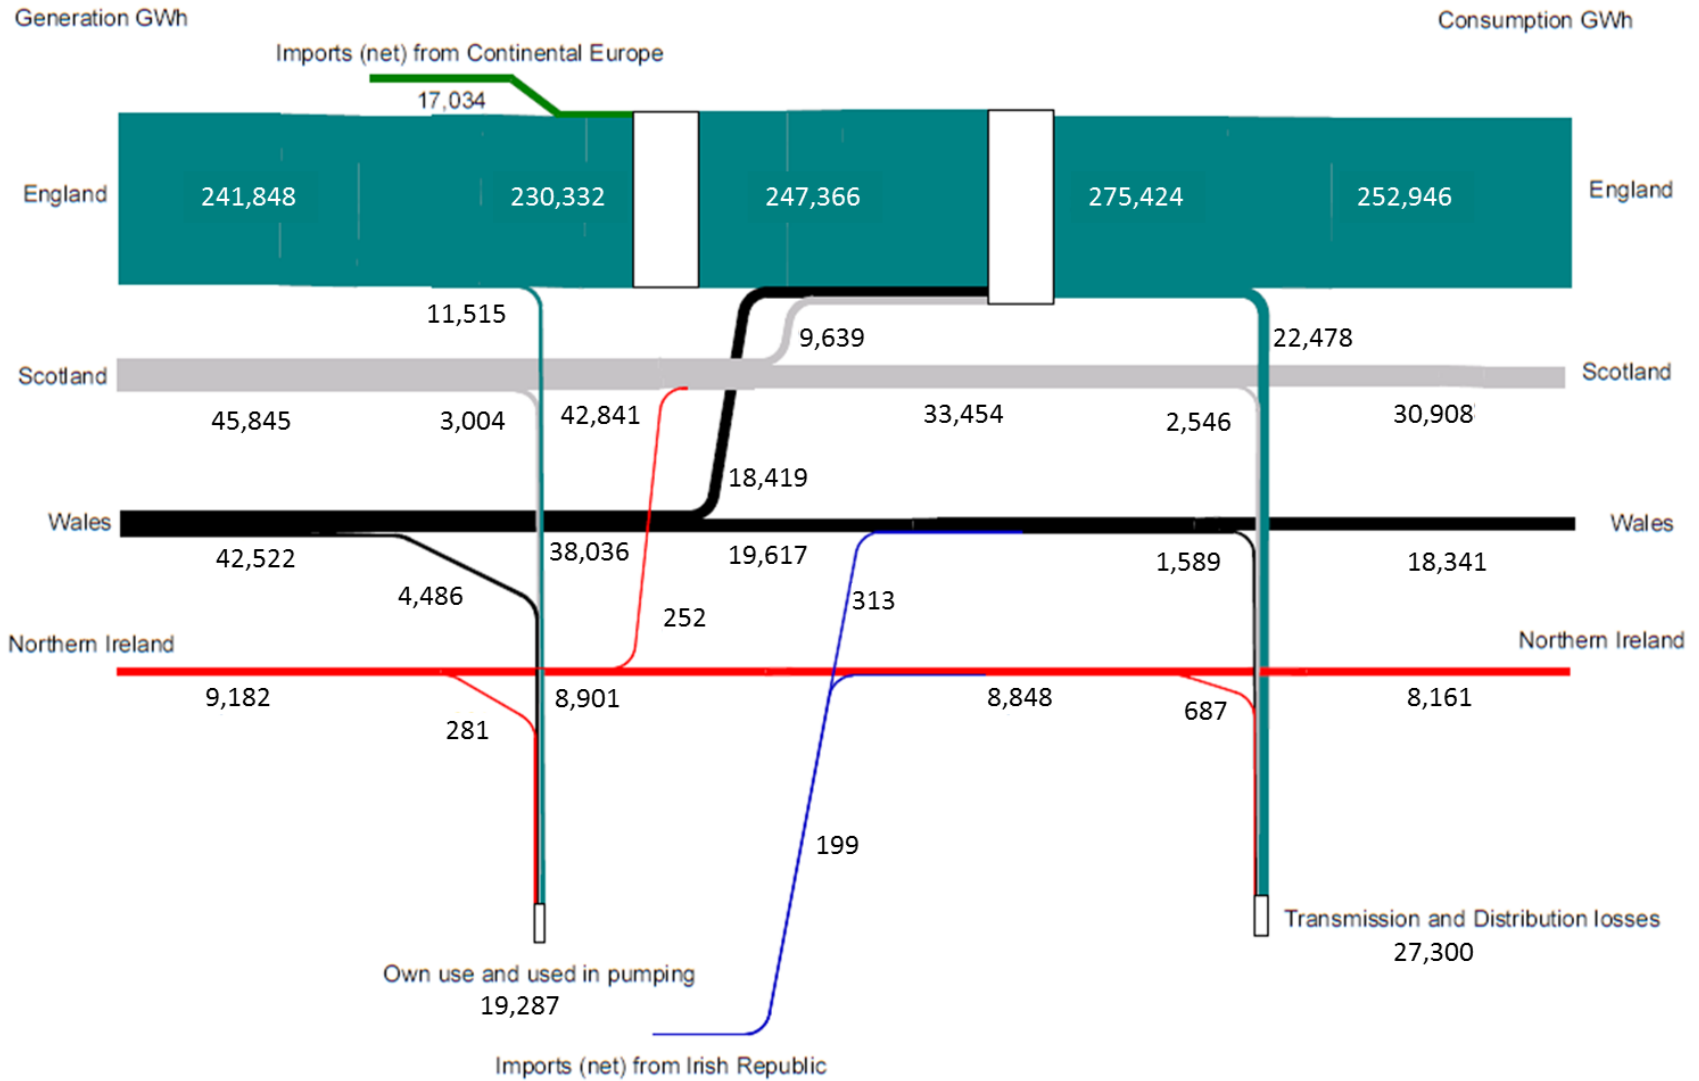 Generation GWh
Consumption GWh
Imports (net) from Continental Europe
17,034
England
241,848
230,332
247,366
275,424
252,946
England
11,515
9,639
22,478
Scotland
Scotland
45,845
3,004
42,841
33,454
2,546
30,908
18,419
Wales
Wales
42,522
38,036
19,617
1,589
18,341
4,486
313
252
Northern Ireland
Northern Ireland
9,182
8,901
8,848
8,161
281
687
199
Transmission and Distribution losses
27,300
Own use and used in pumping
19,287
Imports (net) from Irish Republic